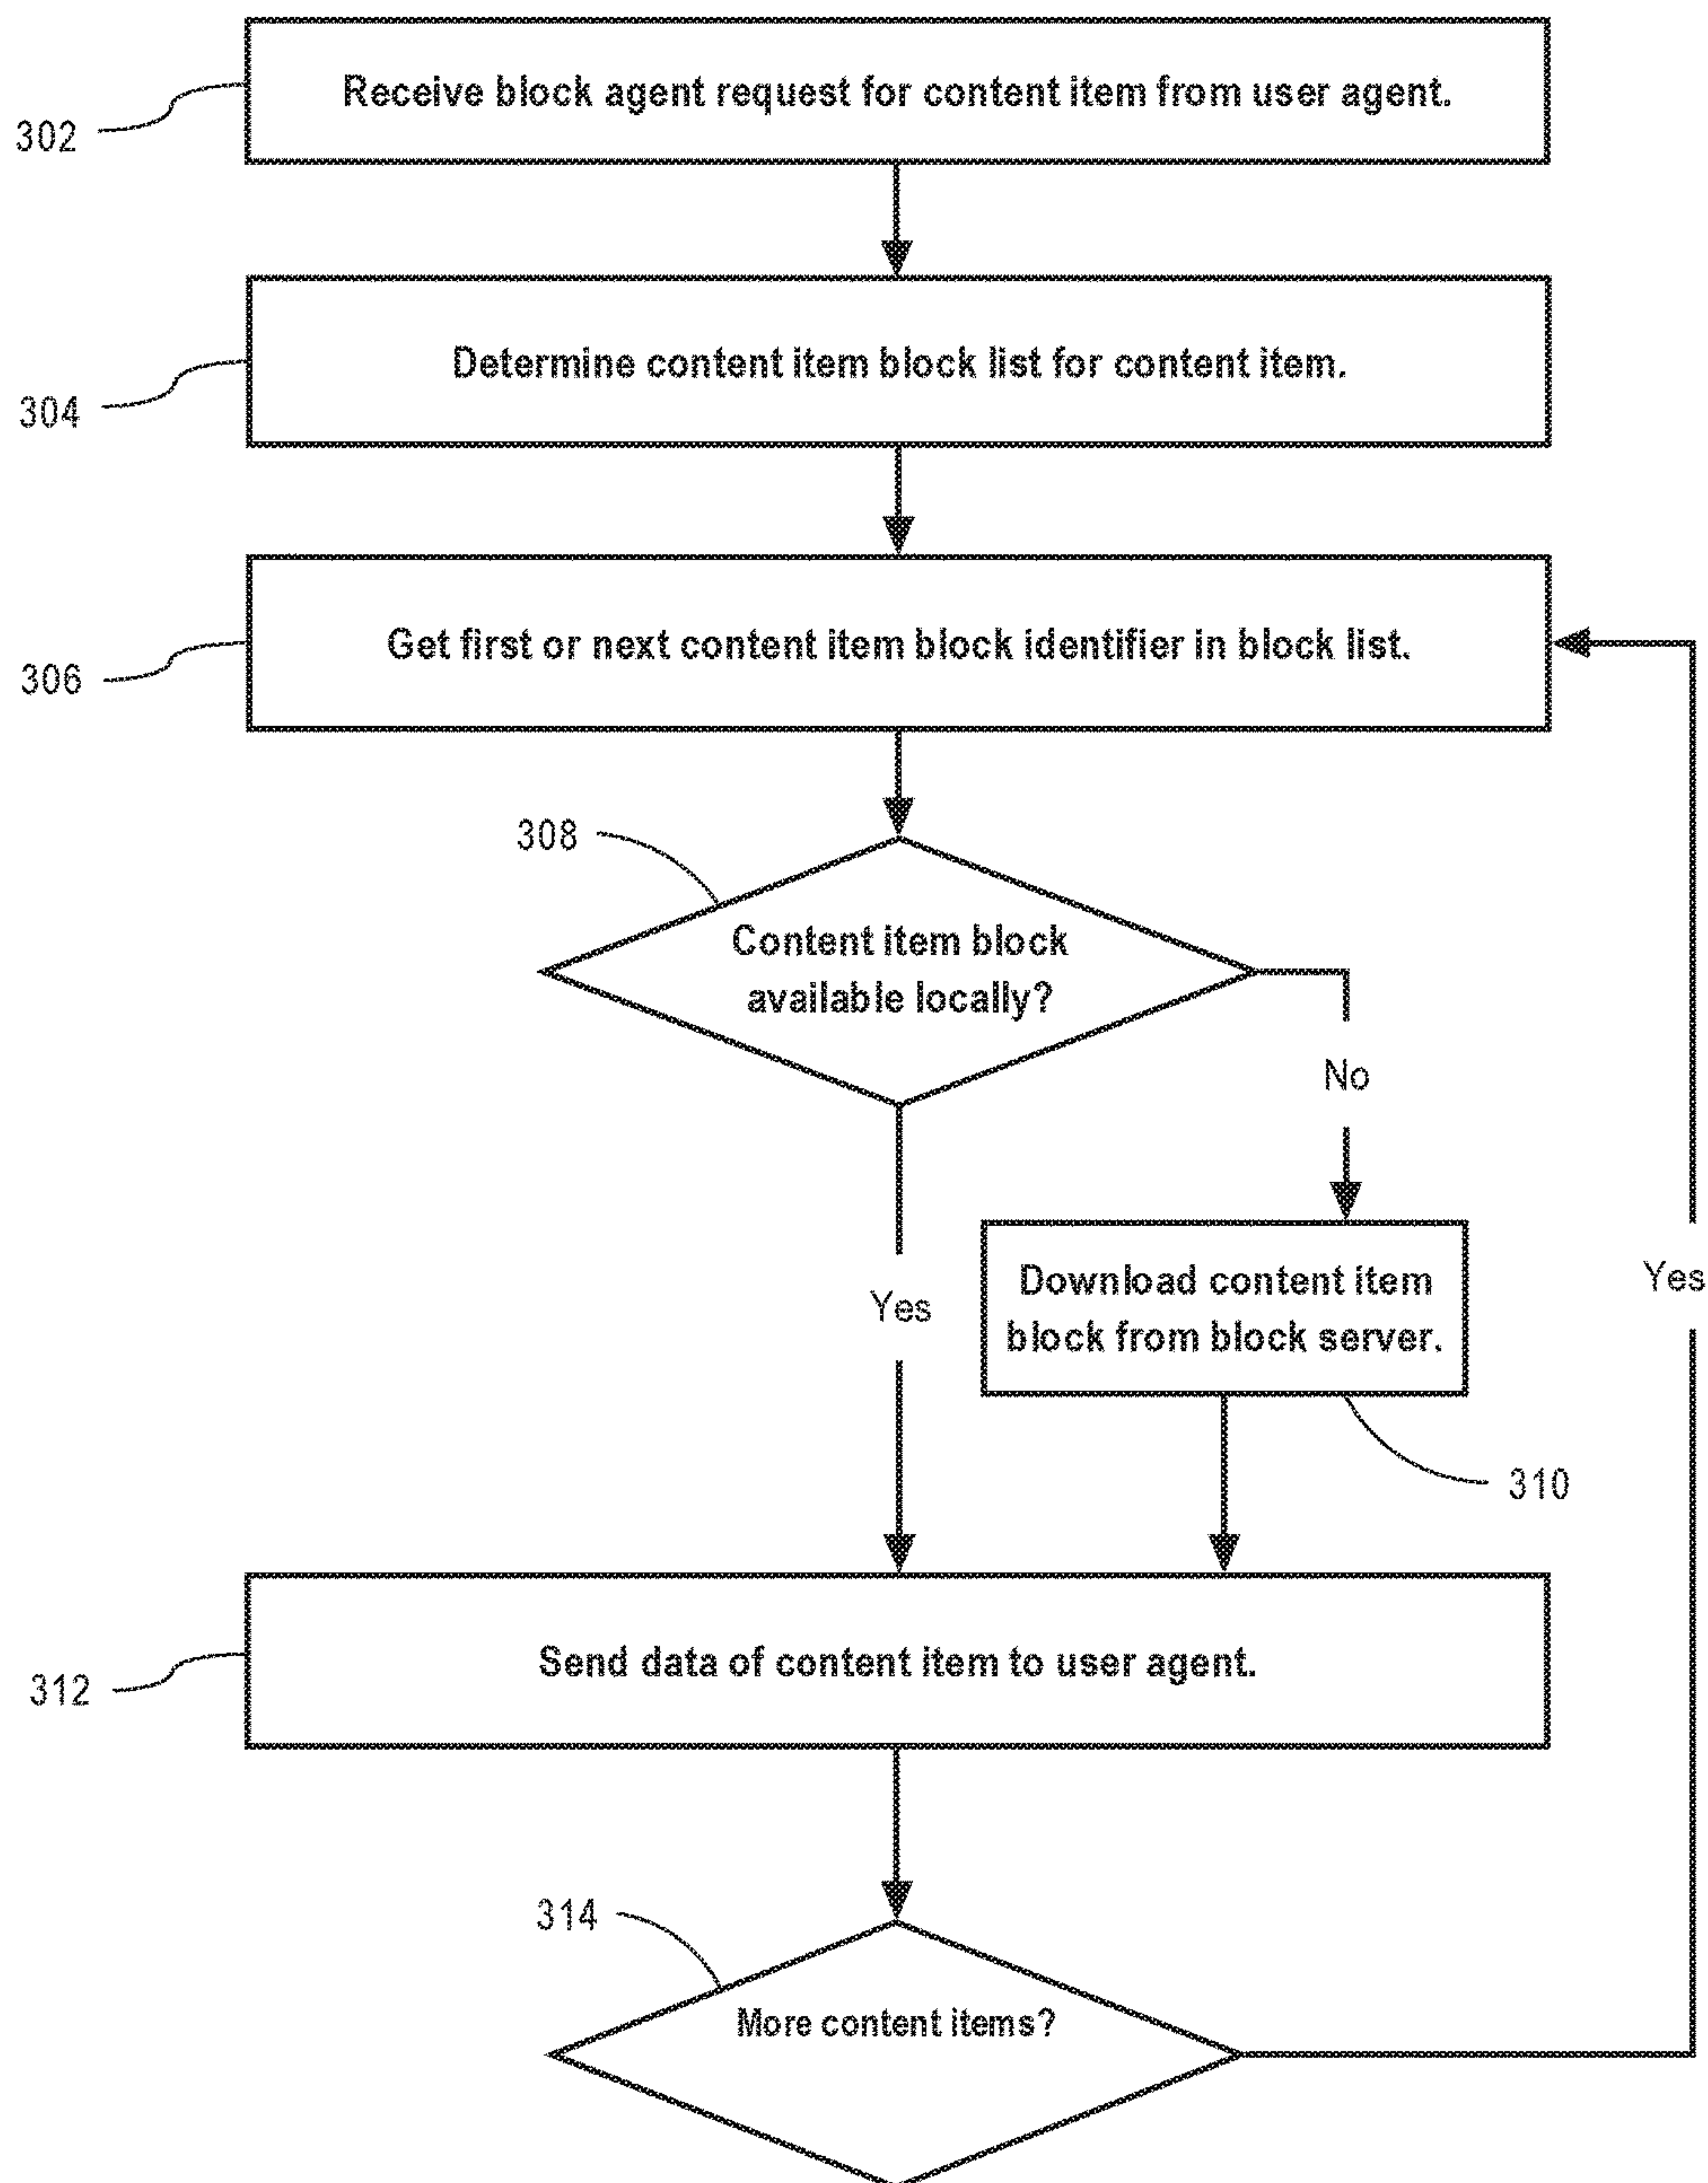 Receive block agent request for content item from user agent.
302
Determine content item block list for content item.
304
Get first or next content item block identifier in block list.
306
308
Content item block
available locally?
No
Yes
Download content item
block from block server.
Yes
310
Send data of content item to user agent.
312
314
More content items?